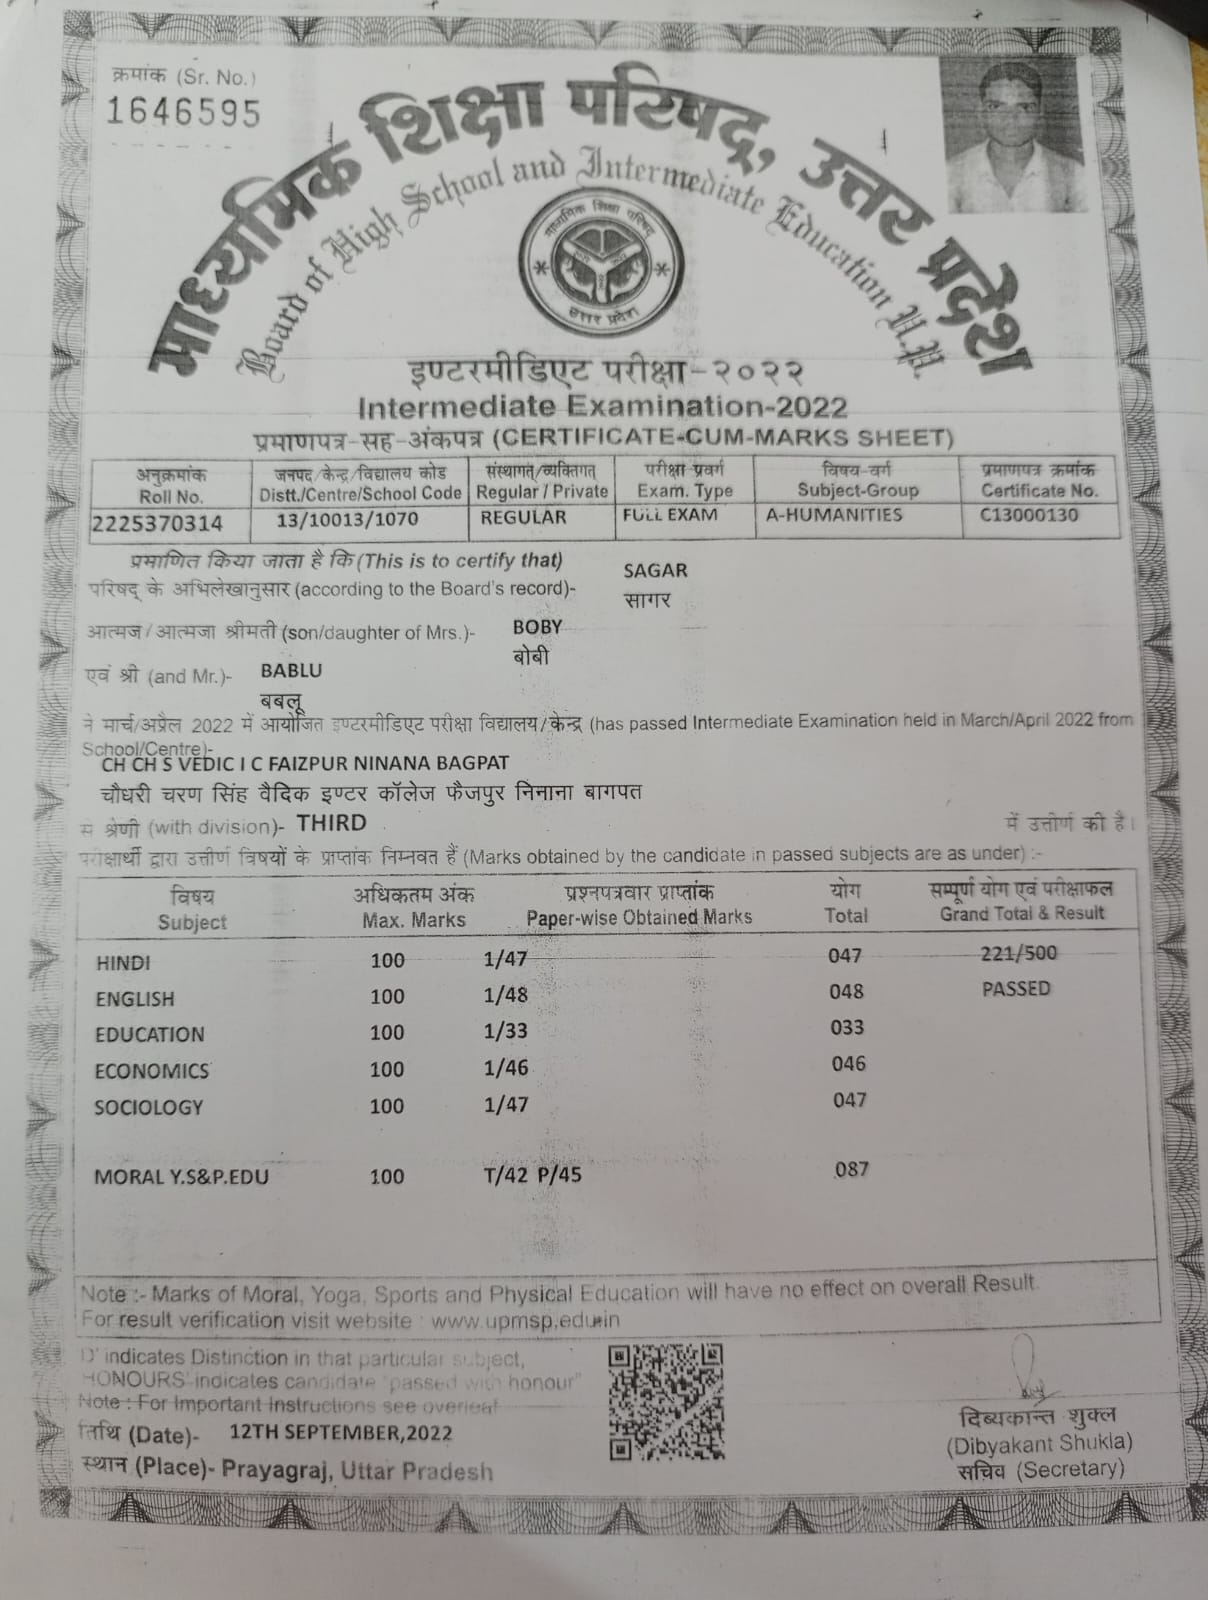 क्रमांक (Sr. No.)
1646595
माध्यमिक शिक्षा परिषद्, उत्तर प्रदेश
Board of High School and Intermediate Education U.P.
माध्यमिक शिक्षा परिषद्
उत्तर प्रदेश
इण्टरमीडिएट परीक्षा-२०२२
Intermediate Examination-2022
प्रमाणपत्र-सह-अंकपत्र (CERTIFICATE-CUM-MARKS SHEET)
अनुक्रमांक जनपद/केन्द्र/विद्यालय कोड संस्थागत्/व्यक्तिगत् परीक्षा प्रवर्ग विषय-वर्ग प्रमाणपत्र क्रमांक
Roll No. Distt./Centre/School Code Regular / Private Exam. Type Subject-Group Certificate No.
2225370314 13/10013/1070 REGULAR FULL EXAM A-HUMANITIES C13000130
प्रमाणित किया जाता है कि (This is to certify that)
परिषद् के अभिलेखानुसार (according to the Board's record)- SAGAR
सागर
आत्मज/आत्मजा श्रीमती (son/daughter of Mrs.)- BOBY
बोबी
एवं श्री (and Mr.)- BABLU
बबलू
ने मार्च/अप्रैल 2022 में आयोजित इण्टरमीडिएट परीक्षा विद्यालय/केन्द्र (has passed Intermediate Examination held in March/April 2022 from
School/Centre)-
CH CH S VEDIC I C FAIZPUR NINANA BAGPAT
चौधरी चरण सिंह वैदिक इण्टर कॉलेज फैजपुर निनाना बागपत
से श्रेणी (with division)- THIRD में उत्तीर्ण की है।
परीक्षार्थी द्वारा उत्तीर्ण विषयों के प्राप्तांक निम्नवत हैं (Marks obtained by the candidate in passed subjects are as under) :-
विषय अधिकतम अंक प्रश्नपत्रवार प्राप्तांक योग सम्पूर्ण योग एवं परीक्षाफल
Subject Max. Marks Paper-wise Obtained Marks Total Grand Total & Result
HINDI 100 1/47 047 221/500
ENGLISH 100 1/48 048 PASSED
EDUCATION 100 1/33 033
ECONOMICS 100 1/46 046
SOCIOLOGY 100 1/47 047
MORAL Y.S&P.EDU 100 T/42 P/45 087
Note :- Marks of Moral, Yoga, Sports and Physical Education will have no effect on overall Result.
For result verification visit website : www.upmsp.edu.in
D' indicates Distinction in that particular subject,
HONOURS' indicates candidate "passed with honour"
Note : For Important Instructions see overleaf
तिथि (Date)- 12TH SEPTEMBER,2022
स्थान (Place)- Prayagraj, Uttar Pradesh
दिब्यकान्त शुक्ल
(Dibyakant Shukla)
सचिव (Secretary)